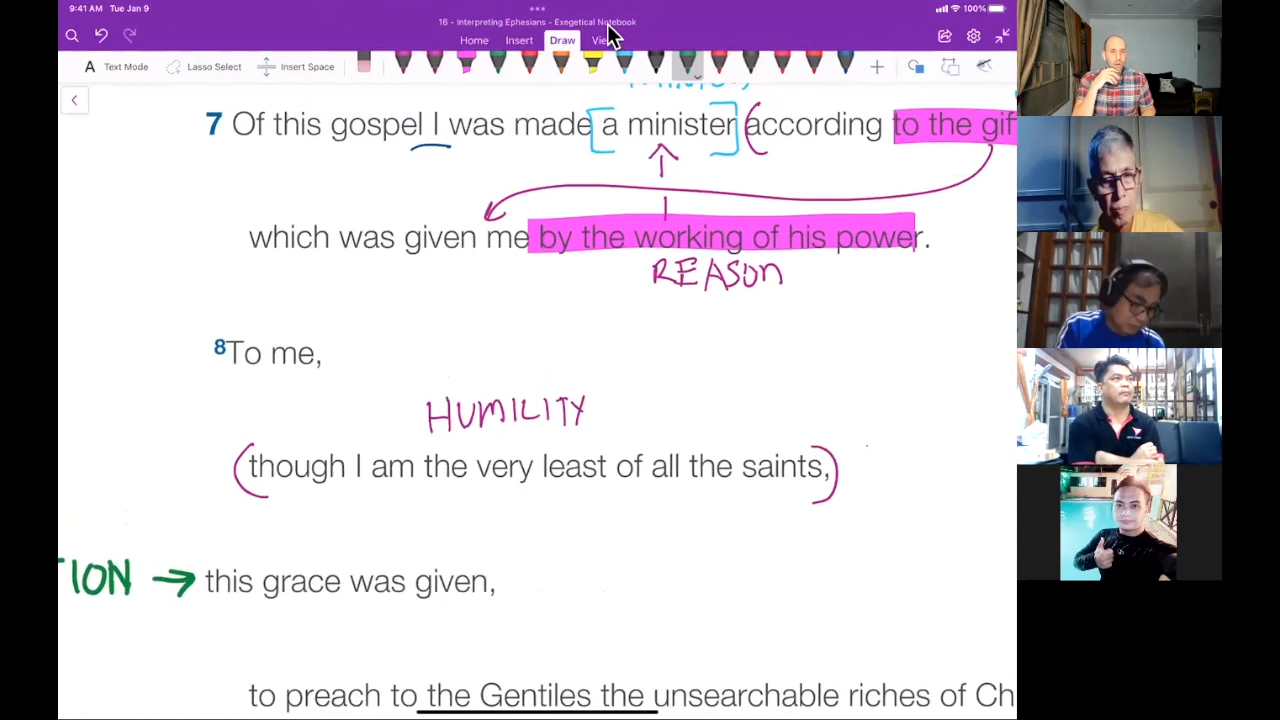 9:41 AM Tue Jan 9
100%
16 - Interpreting Ephesians - Exegetical Notebook
Home Insert Draw
Text Mode Lasso Select Insert Space
7 Of this gospel I was made a minister (according to the gif
which was given me by the working of his power.
REASON
8 To me,
HUMILITY
(though I am the very least of all the saints,)
TION → this grace was given,
to preach to the Gentiles the unsearchable riches of Ch